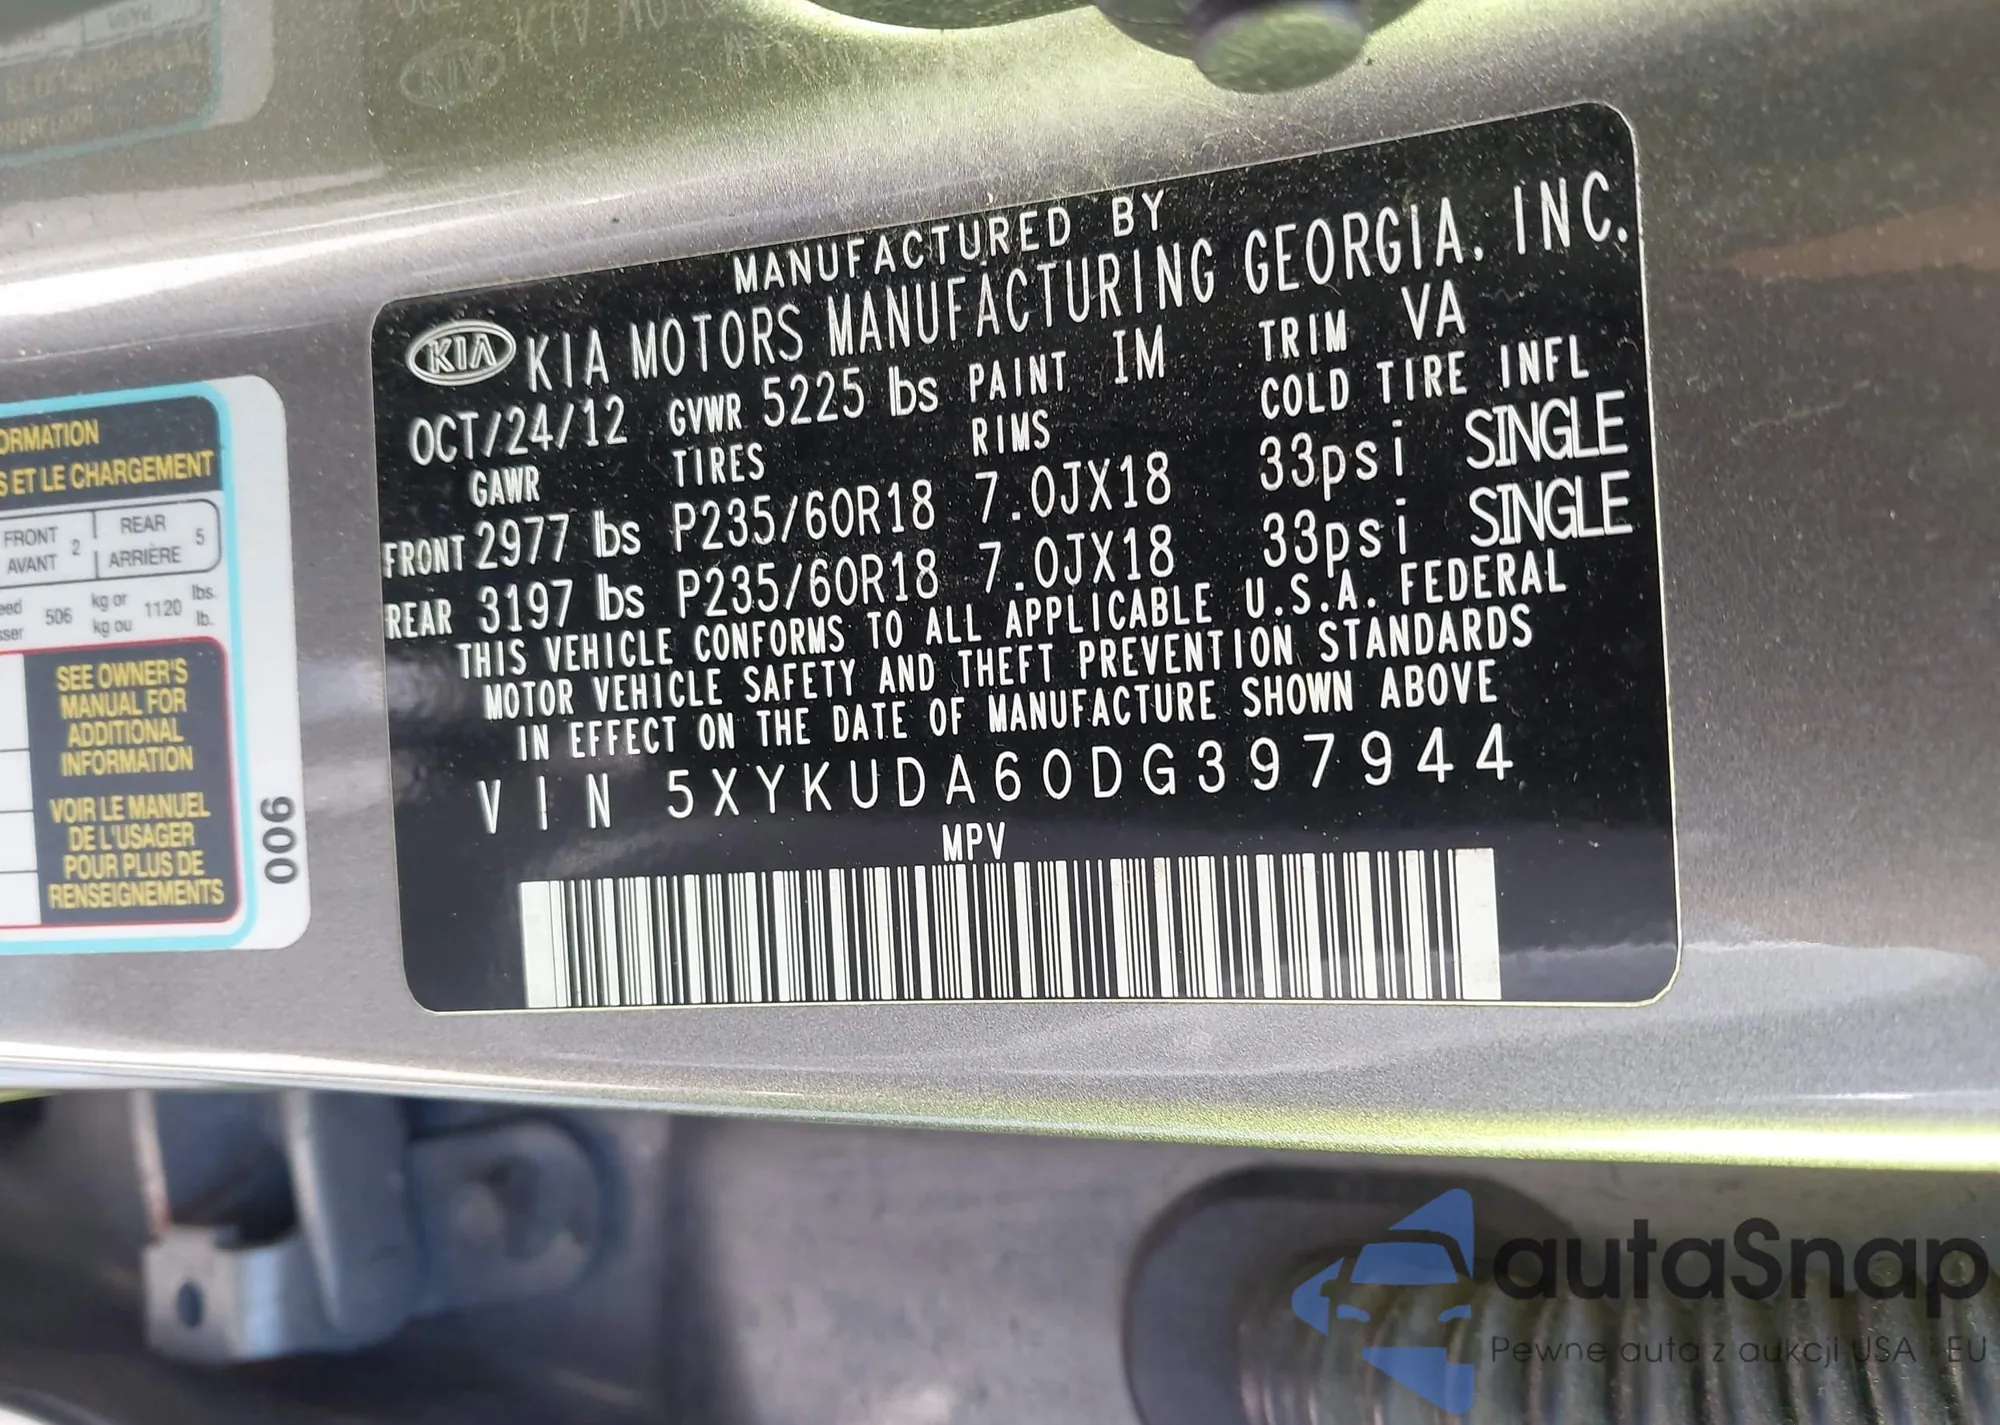 MANUFACTURED BY
KIA KIA MOTORS MANUFACTURING GEORGIA, INC.
OCT/24/12 GVWR 5225 lbs PAINT IM TRIM VA
GAWR TIRES RIMS COLD TIRE INFL
FRONT 2977 lbs P235/60R18 7.0JX18 33psi SINGLE
REAR 3197 lbs P235/60R18 7.0JX18 33psi SINGLE
THIS VEHICLE CONFORMS TO ALL APPLICABLE U.S.A. FEDERAL
MOTOR VEHICLE SAFETY AND THEFT PREVENTION STANDARDS
IN EFFECT ON THE DATE OF MANUFACTURE SHOWN ABOVE
VIN 5XYKUDA60DG397944
MPV
ET LE CHARGEMENT
FRONT 2 REAR 5
AVANT ARRIÈRE
506 kg or 1120 lbs.
kg ou lb.
SEE OWNER'S
MANUAL FOR
ADDITIONAL
INFORMATION
VOIR LE MANUEL
DE L'USAGER
POUR PLUS DE
RENSEIGNEMENTS
006
autaSnap
Pewne auta z aukcji USA i EU